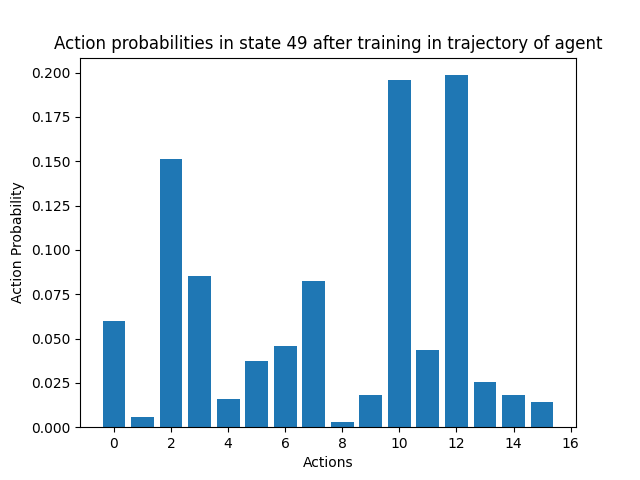 Action probabilities in state 49 after training in trajectory of agent
0.200
0.175
0.150
0.125
0.100
0.075
0.050
0.025
0.000
Action Probability
0 2 4 6 8 10 12 14 16
Actions